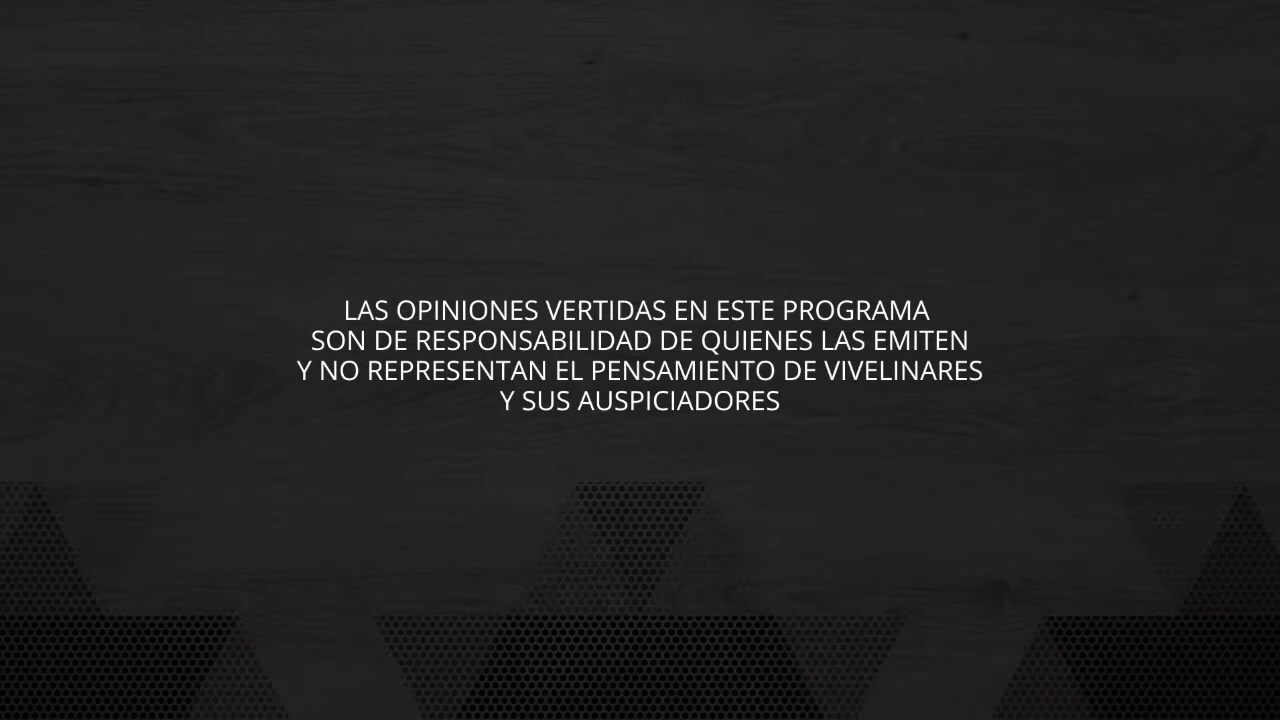 LAS OPINIONES VERTIDAS EN ESTE PROGRAMA
SON DE RESPONSABILIDAD DE QUIENES LAS EMITEN
Y NO REPRESENTAN EL PENSAMIENTO DE VIVELINARES
Y SUS AUSPICIADORES